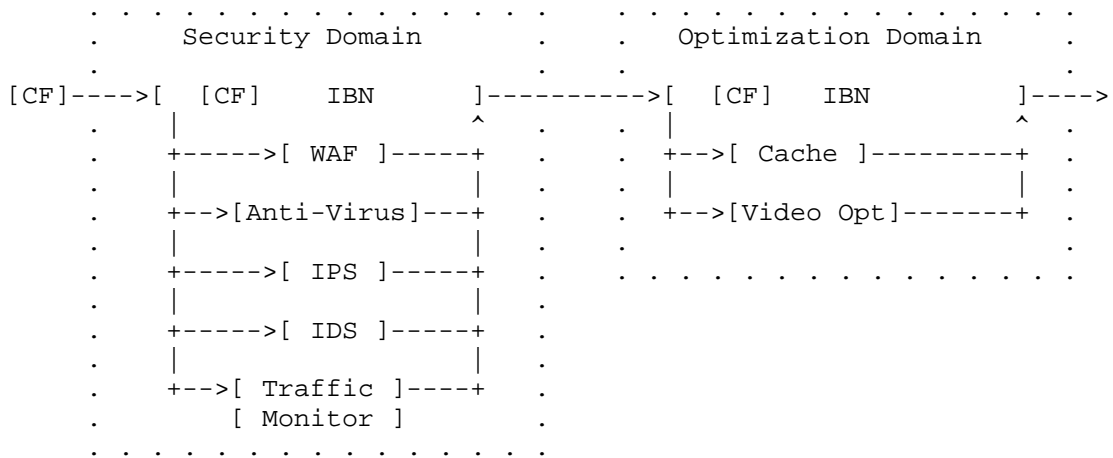 Security Domain Optimization Domain
[CF]---->[ [CF] IBN ]---------->[ [CF] IBN ]---->
+----->[ WAF ]-----+ +-->[ Cache ]---------+
+-->[Anti-Virus]---+ +-->[Video Opt]-------+
+----->[ IPS ]-----+
+----->[ IDS ]-----+
+-->[ Traffic ]----+
[ Monitor ]